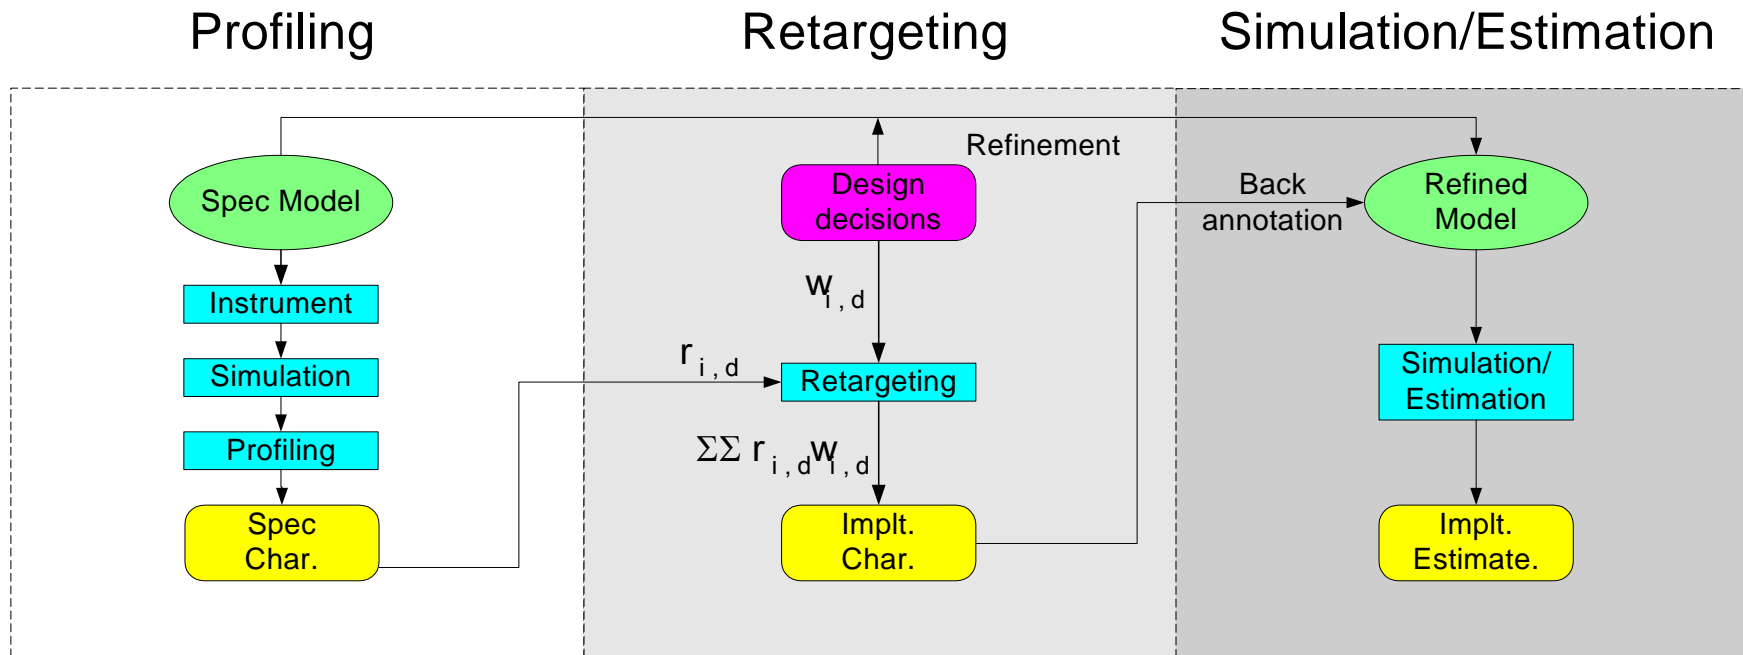 Profiling
Retargeting
Simulation/Estimation
Spec Model
Instrument
Simulation
Profiling
Spec
Char.
Refinement
Design
decisions
w i , d
r i , d
Retargeting
ΣΣ r i , d w i , d
Implt.
Char.
Back
annotation
Refined
Model
Simulation/
Estimation
Implt.
Estimate.